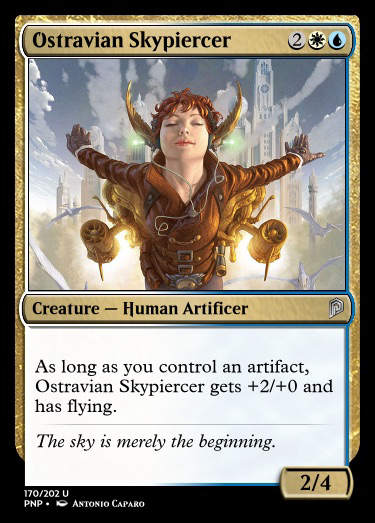 Ostravian Skypiercer 2
Creature — Human Artificer
As long as you control an artifact,
Ostravian Skypiercer gets +2/+0 and
has flying.
The sky is merely the beginning.
2/4
170/202 U
PNP • Antonio Caparo